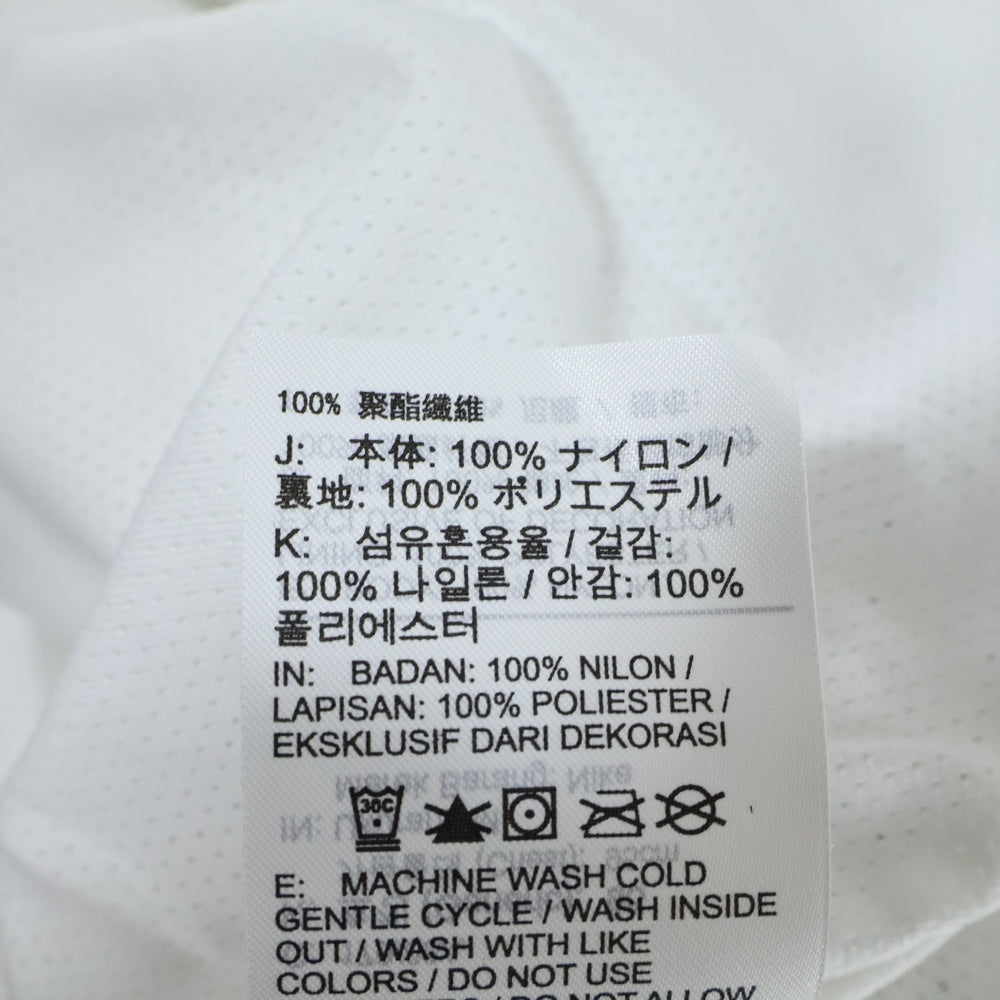 100% 聚酯纖維
J: 本体: 100% ナイロン /
裏地: 100% ポリエステル
K: 섬유혼용율 / 겉감:
100% 나일론 / 안감: 100%
폴리에스터
IN: BADAN: 100% NILON /
LAPISAN: 100% POLIESTER /
EKSKLUSIF DARI DEKORASI
30C
E: MACHINE WASH COLD
GENTLE CYCLE / WASH INSIDE
OUT / WASH WITH LIKE
COLORS / DO NOT USE
/ DO NOT ALLOW